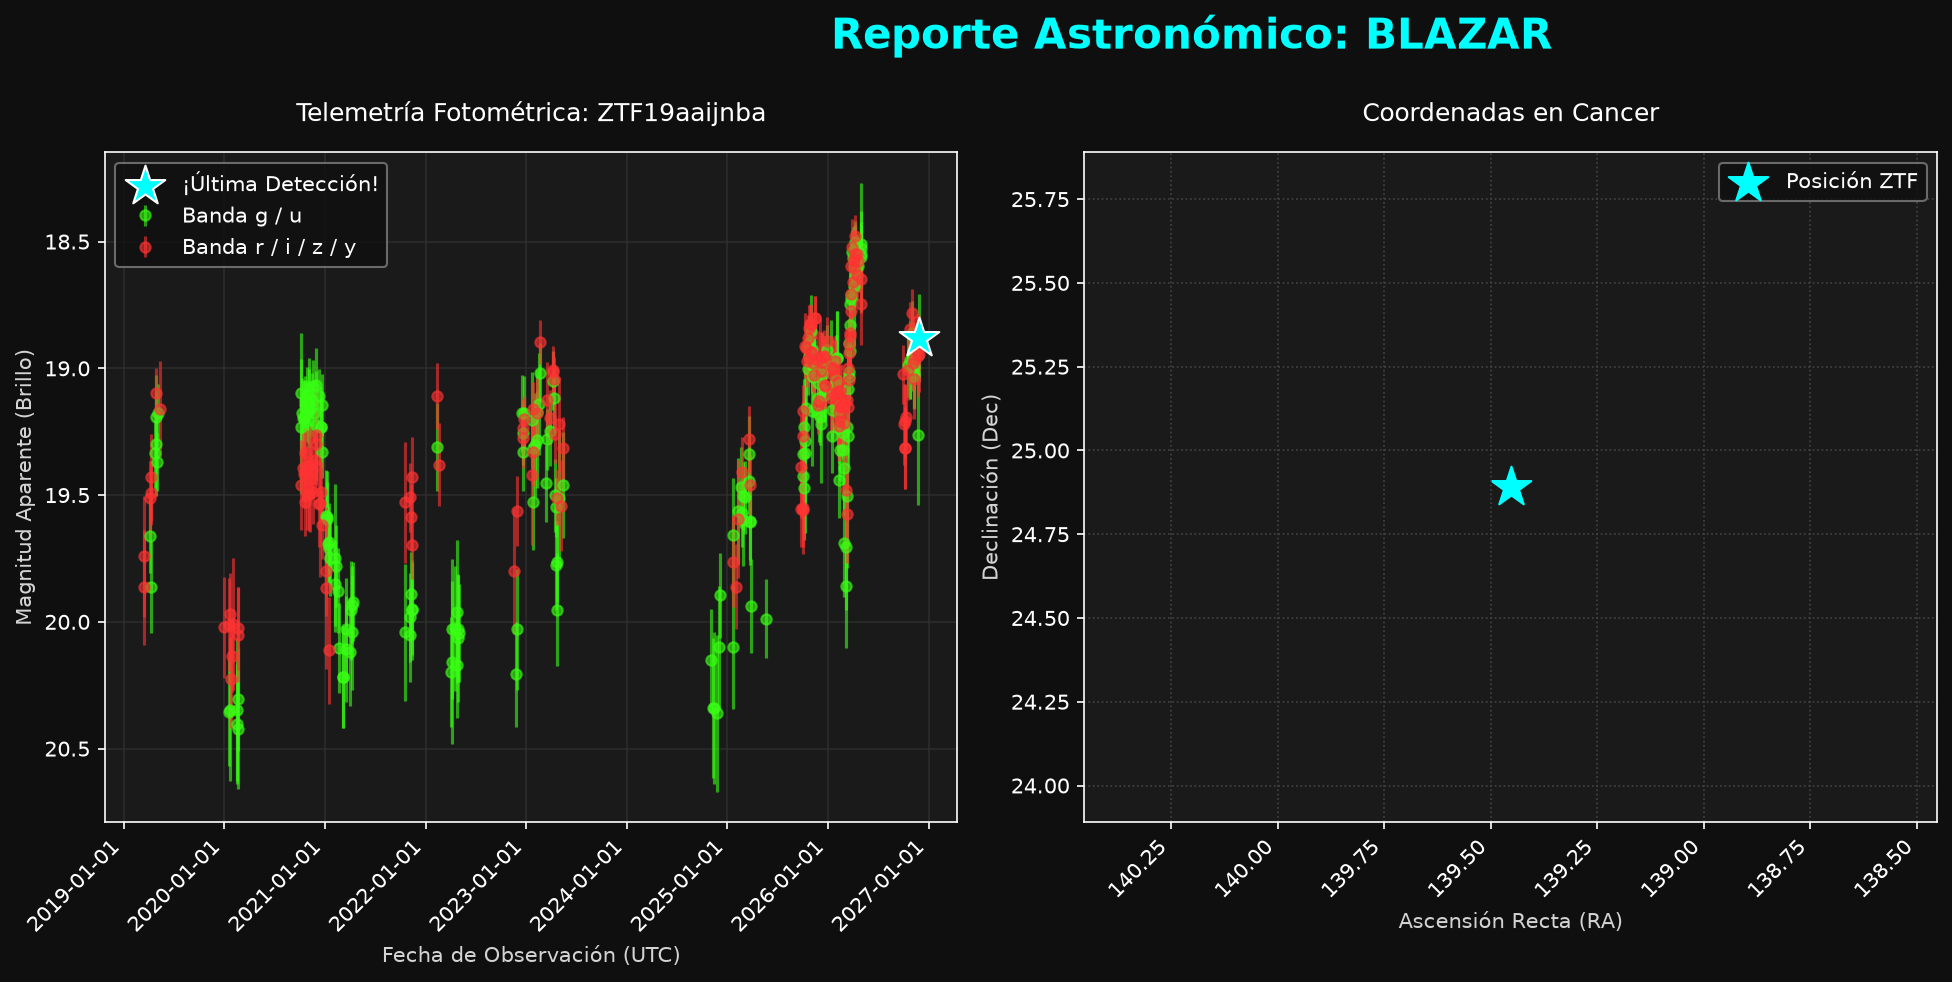 Reporte Astronómico: BLAZAR
Telemetría Fotométrica: ZTF19aaijnba
¡Última Detección!
Banda g / u
Banda r / i / z / y
Magnitud Aparente (Brillo)
18.5
19.0
19.5
20.0
20.5
2019-01-01
2020-01-01
2021-01-01
2022-01-01
2023-01-01
2024-01-01
2025-01-01
2026-01-01
2027-01-01
Fecha de Observación (UTC)
Coordenadas en Cancer
Posición ZTF
Declinación (Dec)
25.75
25.50
25.25
25.00
24.75
24.50
24.25
24.00
140.25
140.00
139.75
139.50
139.25
139.00
138.75
138.50
Ascensión Recta (RA)